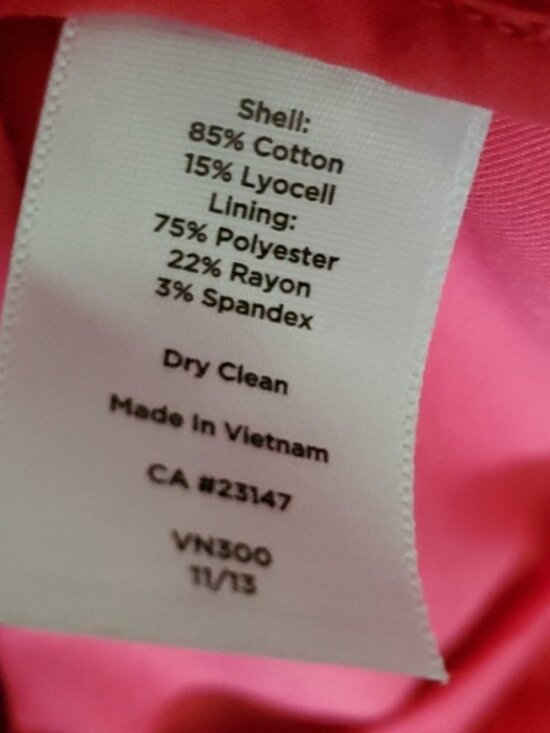 Shell:
85% Cotton
15% Lyocell
Lining:
75% Polyester
22% Rayon
3% Spandex
Dry Clean
Made in Vietnam
CA #23147
VN300
11/13